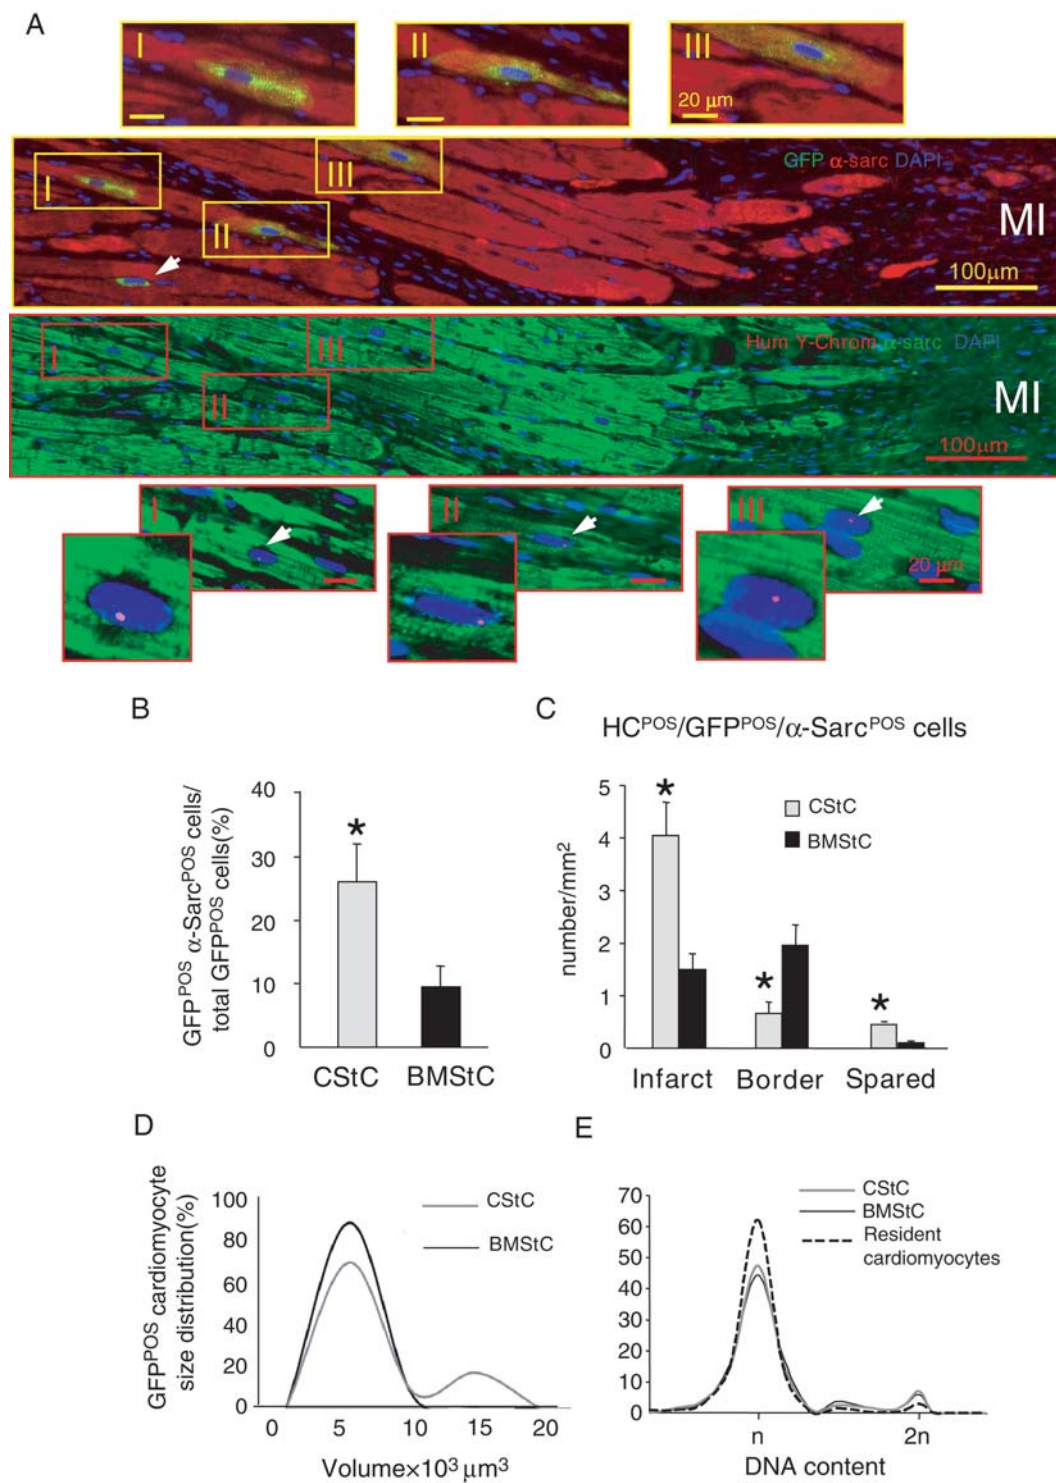 A
I
II
III
20 μm
GFP α-sarc DAPI
I
II
III
MI
100μm
Hum Y-Chrom α-sarc DAPI
I
II
III
MI
100μm
I
II
III
20 μm
B
GFP^POS α-Sarc^POS cells/
total GFP^POS cells(%)
40
30
20
10
0
*
CStC BMStC
C
HC^POS/GFP^POS/α-Sarc^POS cells
number/mm²
5
4
3
2
1
0
*
*
*
CStC
BMStC
Infarct Border Spared
D
GFP^POS cardiomyocyte
size distribution(%)
100
80
60
40
20
0
CStC
BMStC
0 5 10 15 20
Volume×10³ μm³
E
70
60
50
40
30
20
10
0
CStC
BMStC
Resident
cardiomyocytes
n 2n
DNA content